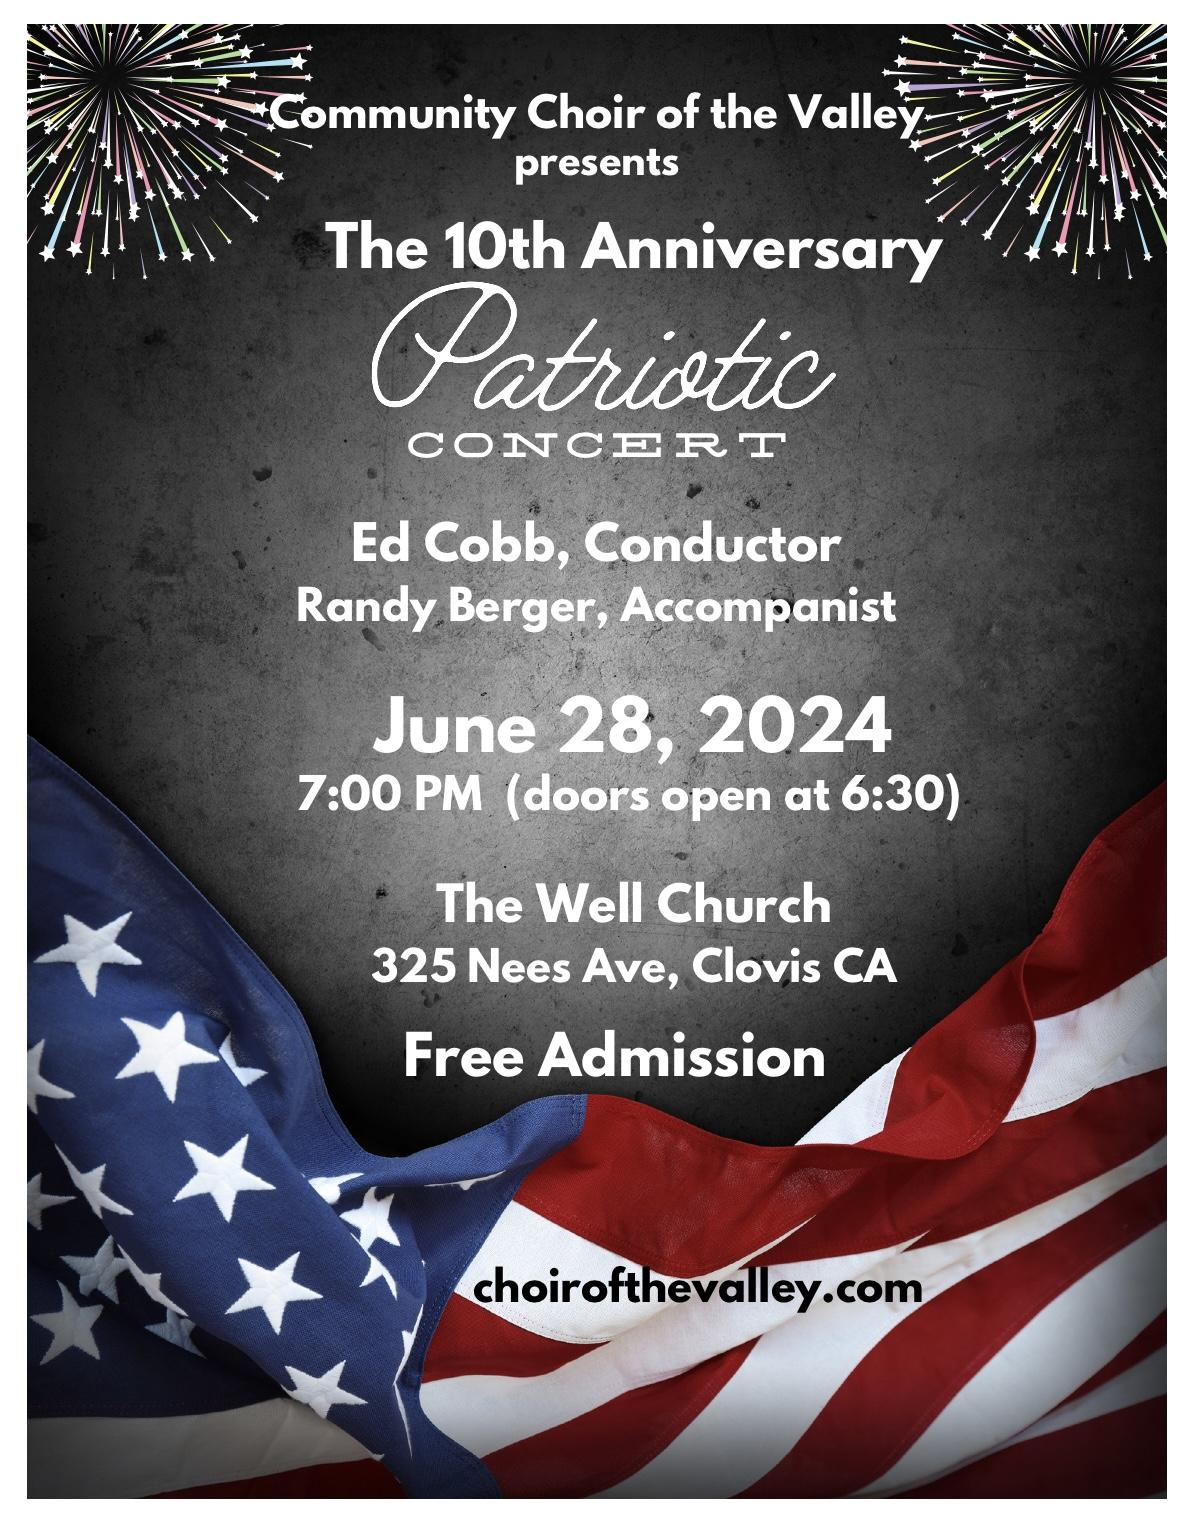 Community Choir of the Valley
presents
The 10th Anniversary
Patriotic
CONCERT
Ed Cobb, Conductor
Randy Berger, Accompanist
June 28, 2024
7:00 PM (doors open at 6:30)
The Well Church
325 Nees Ave, Clovis CA
Free Admission
choirofthevalley.com